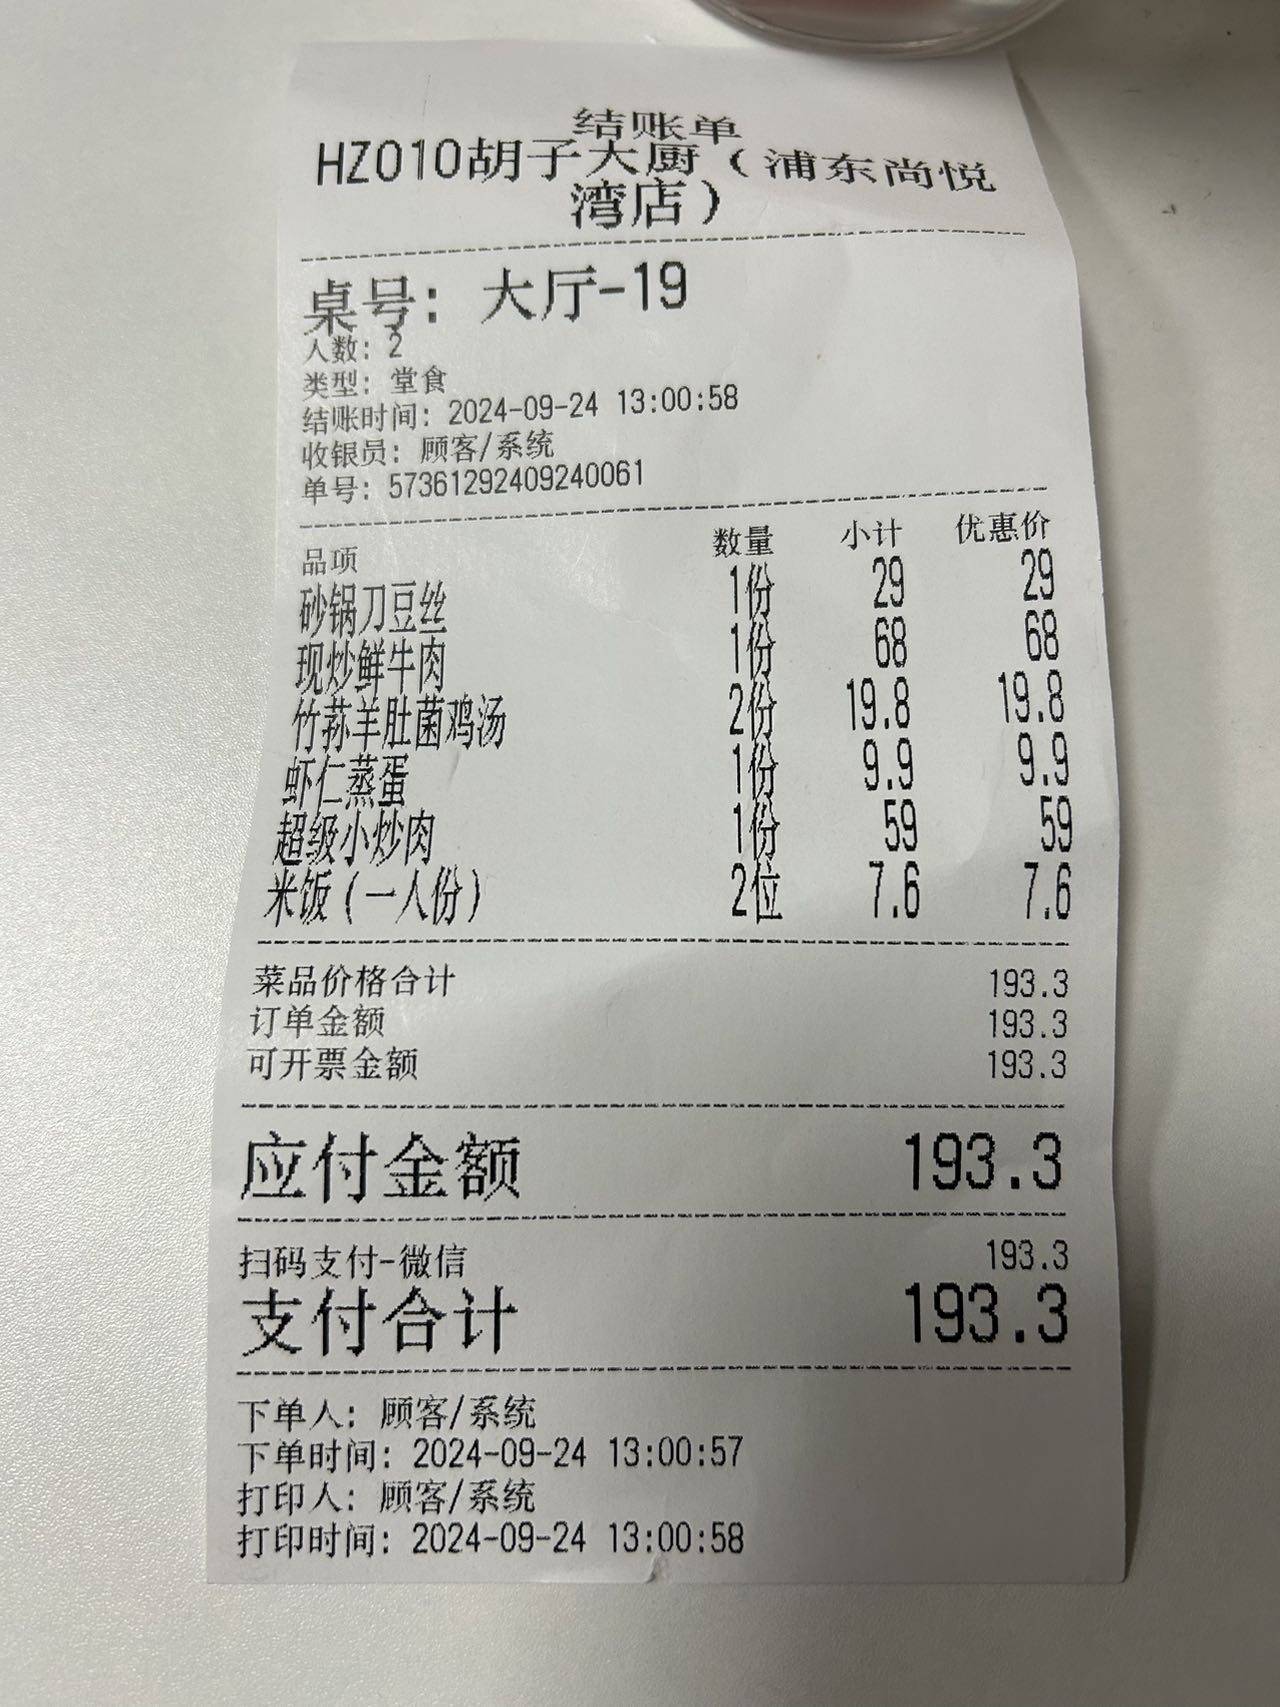 结账单
HZ010胡子大厨（浦东尚悦
湾店）
桌号：大厅-19
人数：2
类型：堂食
结账时间：2024-09-24 13:00:58
收银员：顾客/系统
单号：57361292409240061
品项 数量 小计 优惠价
砂锅刀豆丝 1份 29 29
现炒鲜牛肉 1份 68 68
竹荪羊肚菌鸡汤 2份 19.8 19.8
虾仁蒸蛋 1份 9.9 9.9
超级小炒肉 1份 59 59
米饭（一人份） 2位 7.6 7.6
菜品价格合计 193.3
订单金额 193.3
可开票金额 193.3
应付金额 193.3
扫码支付-微信 193.3
支付合计 193.3
下单人：顾客/系统
下单时间：2024-09-24 13:00:57
打印人：顾客/系统
打印时间：2024-09-24 13:00:58